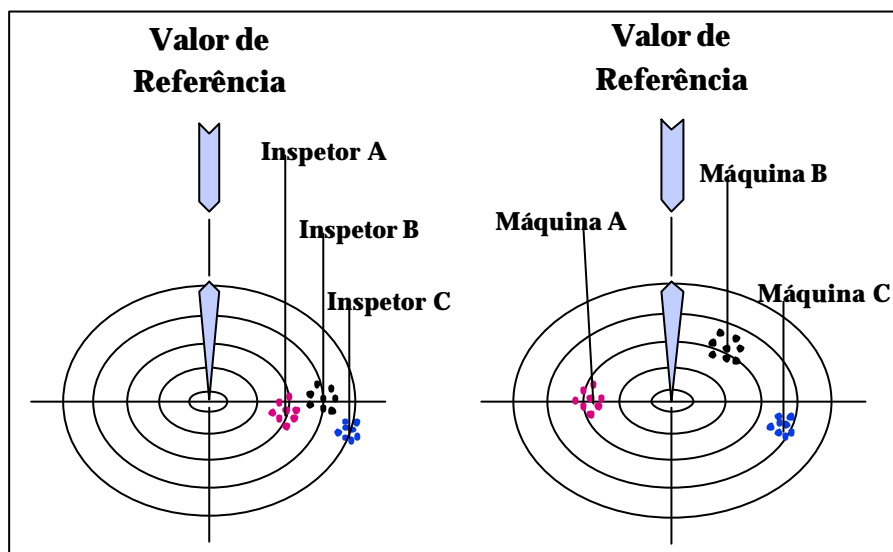 Valor de
Referência
Inspetor A
Inspetor B
Inspetor C
Valor de
Referência
Máquina B
Máquina A
Máquina C